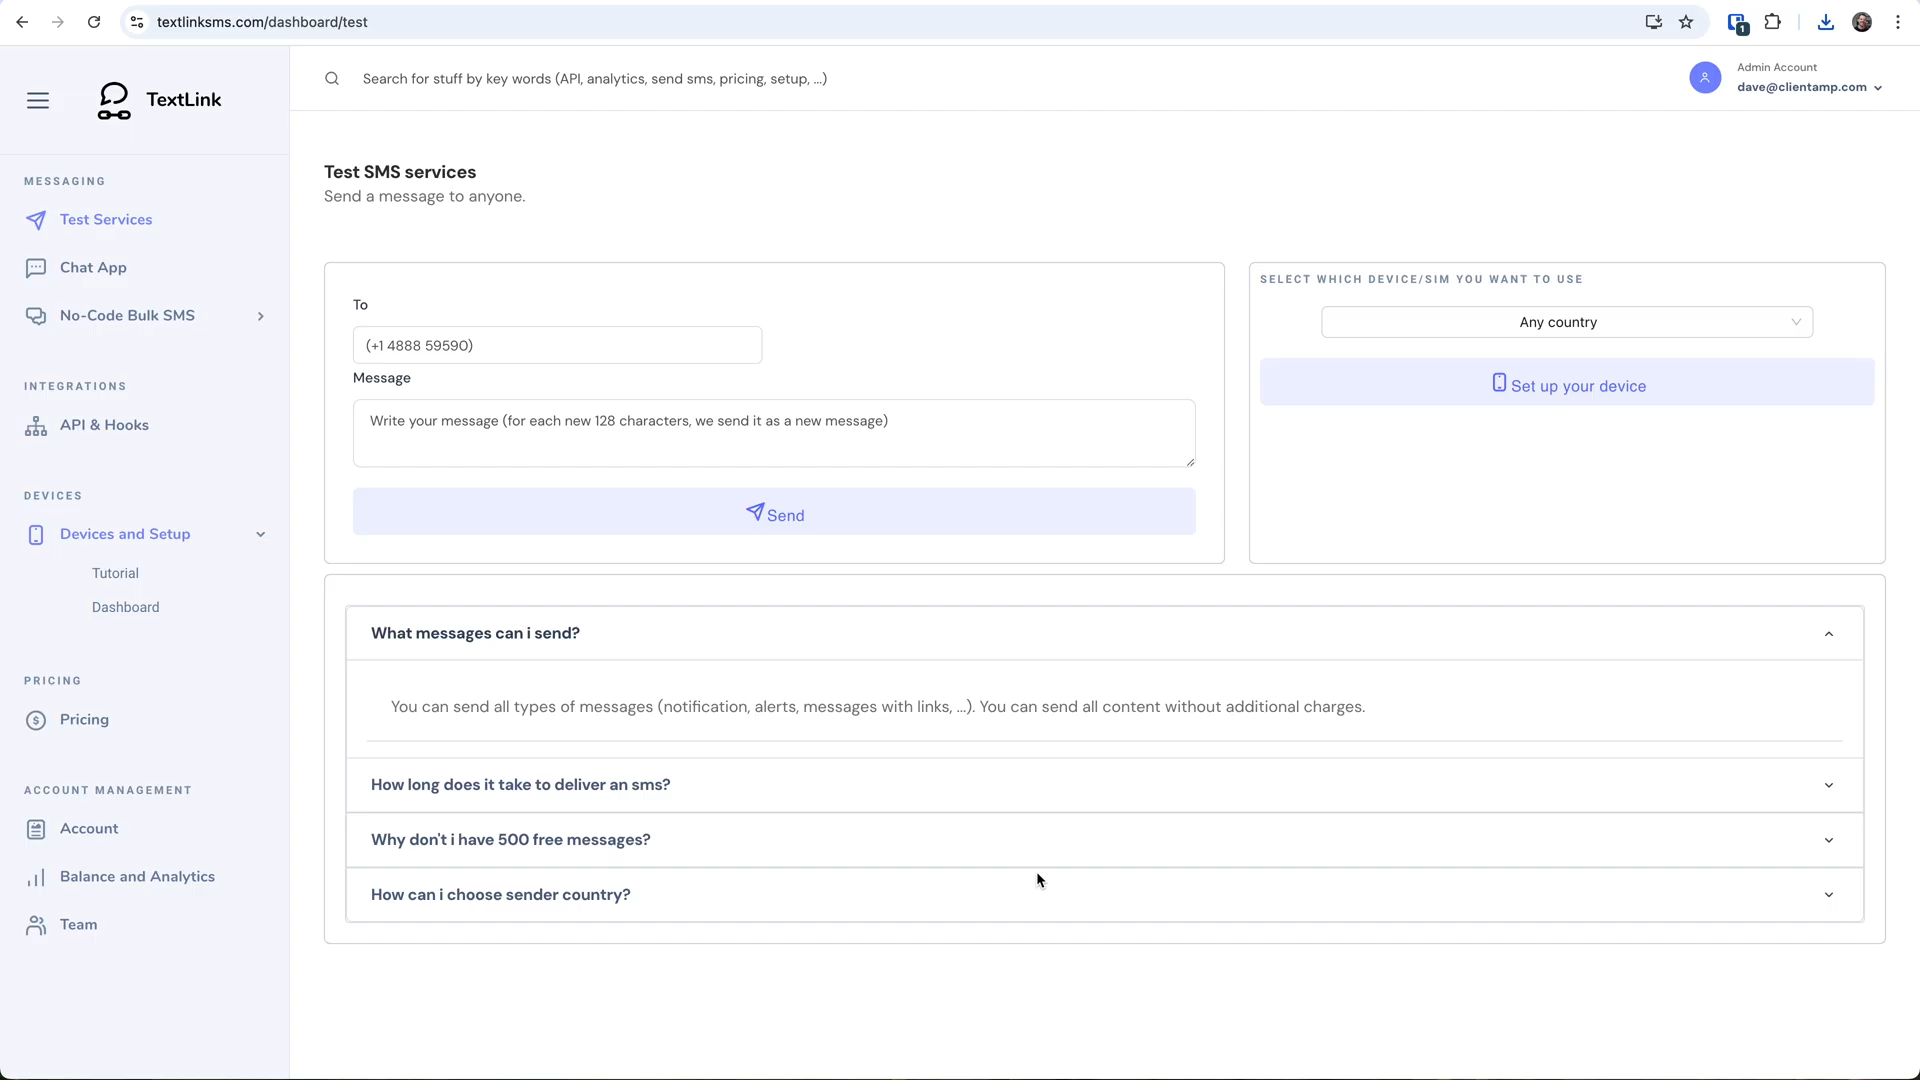 textlinksms.com/dashboard/test
1
TextLink
Search for stuff by key words (API, analytics, send sms, pricing, setup, ...)
Admin Account
dave@clientamp.com
MESSAGING
Test Services
Chat App
No-Code Bulk SMS
INTEGRATIONS
API & Hooks
DEVICES
Devices and Setup
Tutorial
Dashboard
PRICING
Pricing
ACCOUNT MANAGEMENT
Account
Balance and Analytics
Team
Test SMS services
Send a message to anyone.
To
(+1 4888 59590)
Message
Write your message (for each new 128 characters, we send it as a new message)
Send
SELECT WHICH DEVICE/SIM YOU WANT TO USE
Any country
Set up your device
What messages can i send?
You can send all types of messages (notification, alerts, messages with links, ...). You can send all content without additional charges.
How long does it take to deliver an sms?
Why don't i have 500 free messages?
How can i choose sender country?